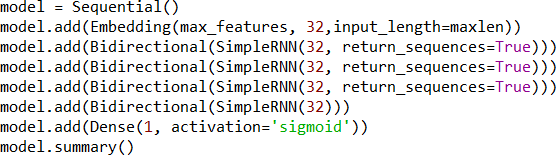 model = Sequential()
model.add(Embedding(max_features, 32,input_length=maxlen))
model.add(Bidirectional(SimpleRNN(32, return_sequences=True)))
model.add(Bidirectional(SimpleRNN(32, return_sequences=True)))
model.add(Bidirectional(SimpleRNN(32, return_sequences=True)))
model.add(Bidirectional(SimpleRNN(32)))
model.add(Dense(1, activation='sigmoid'))
model.summary()